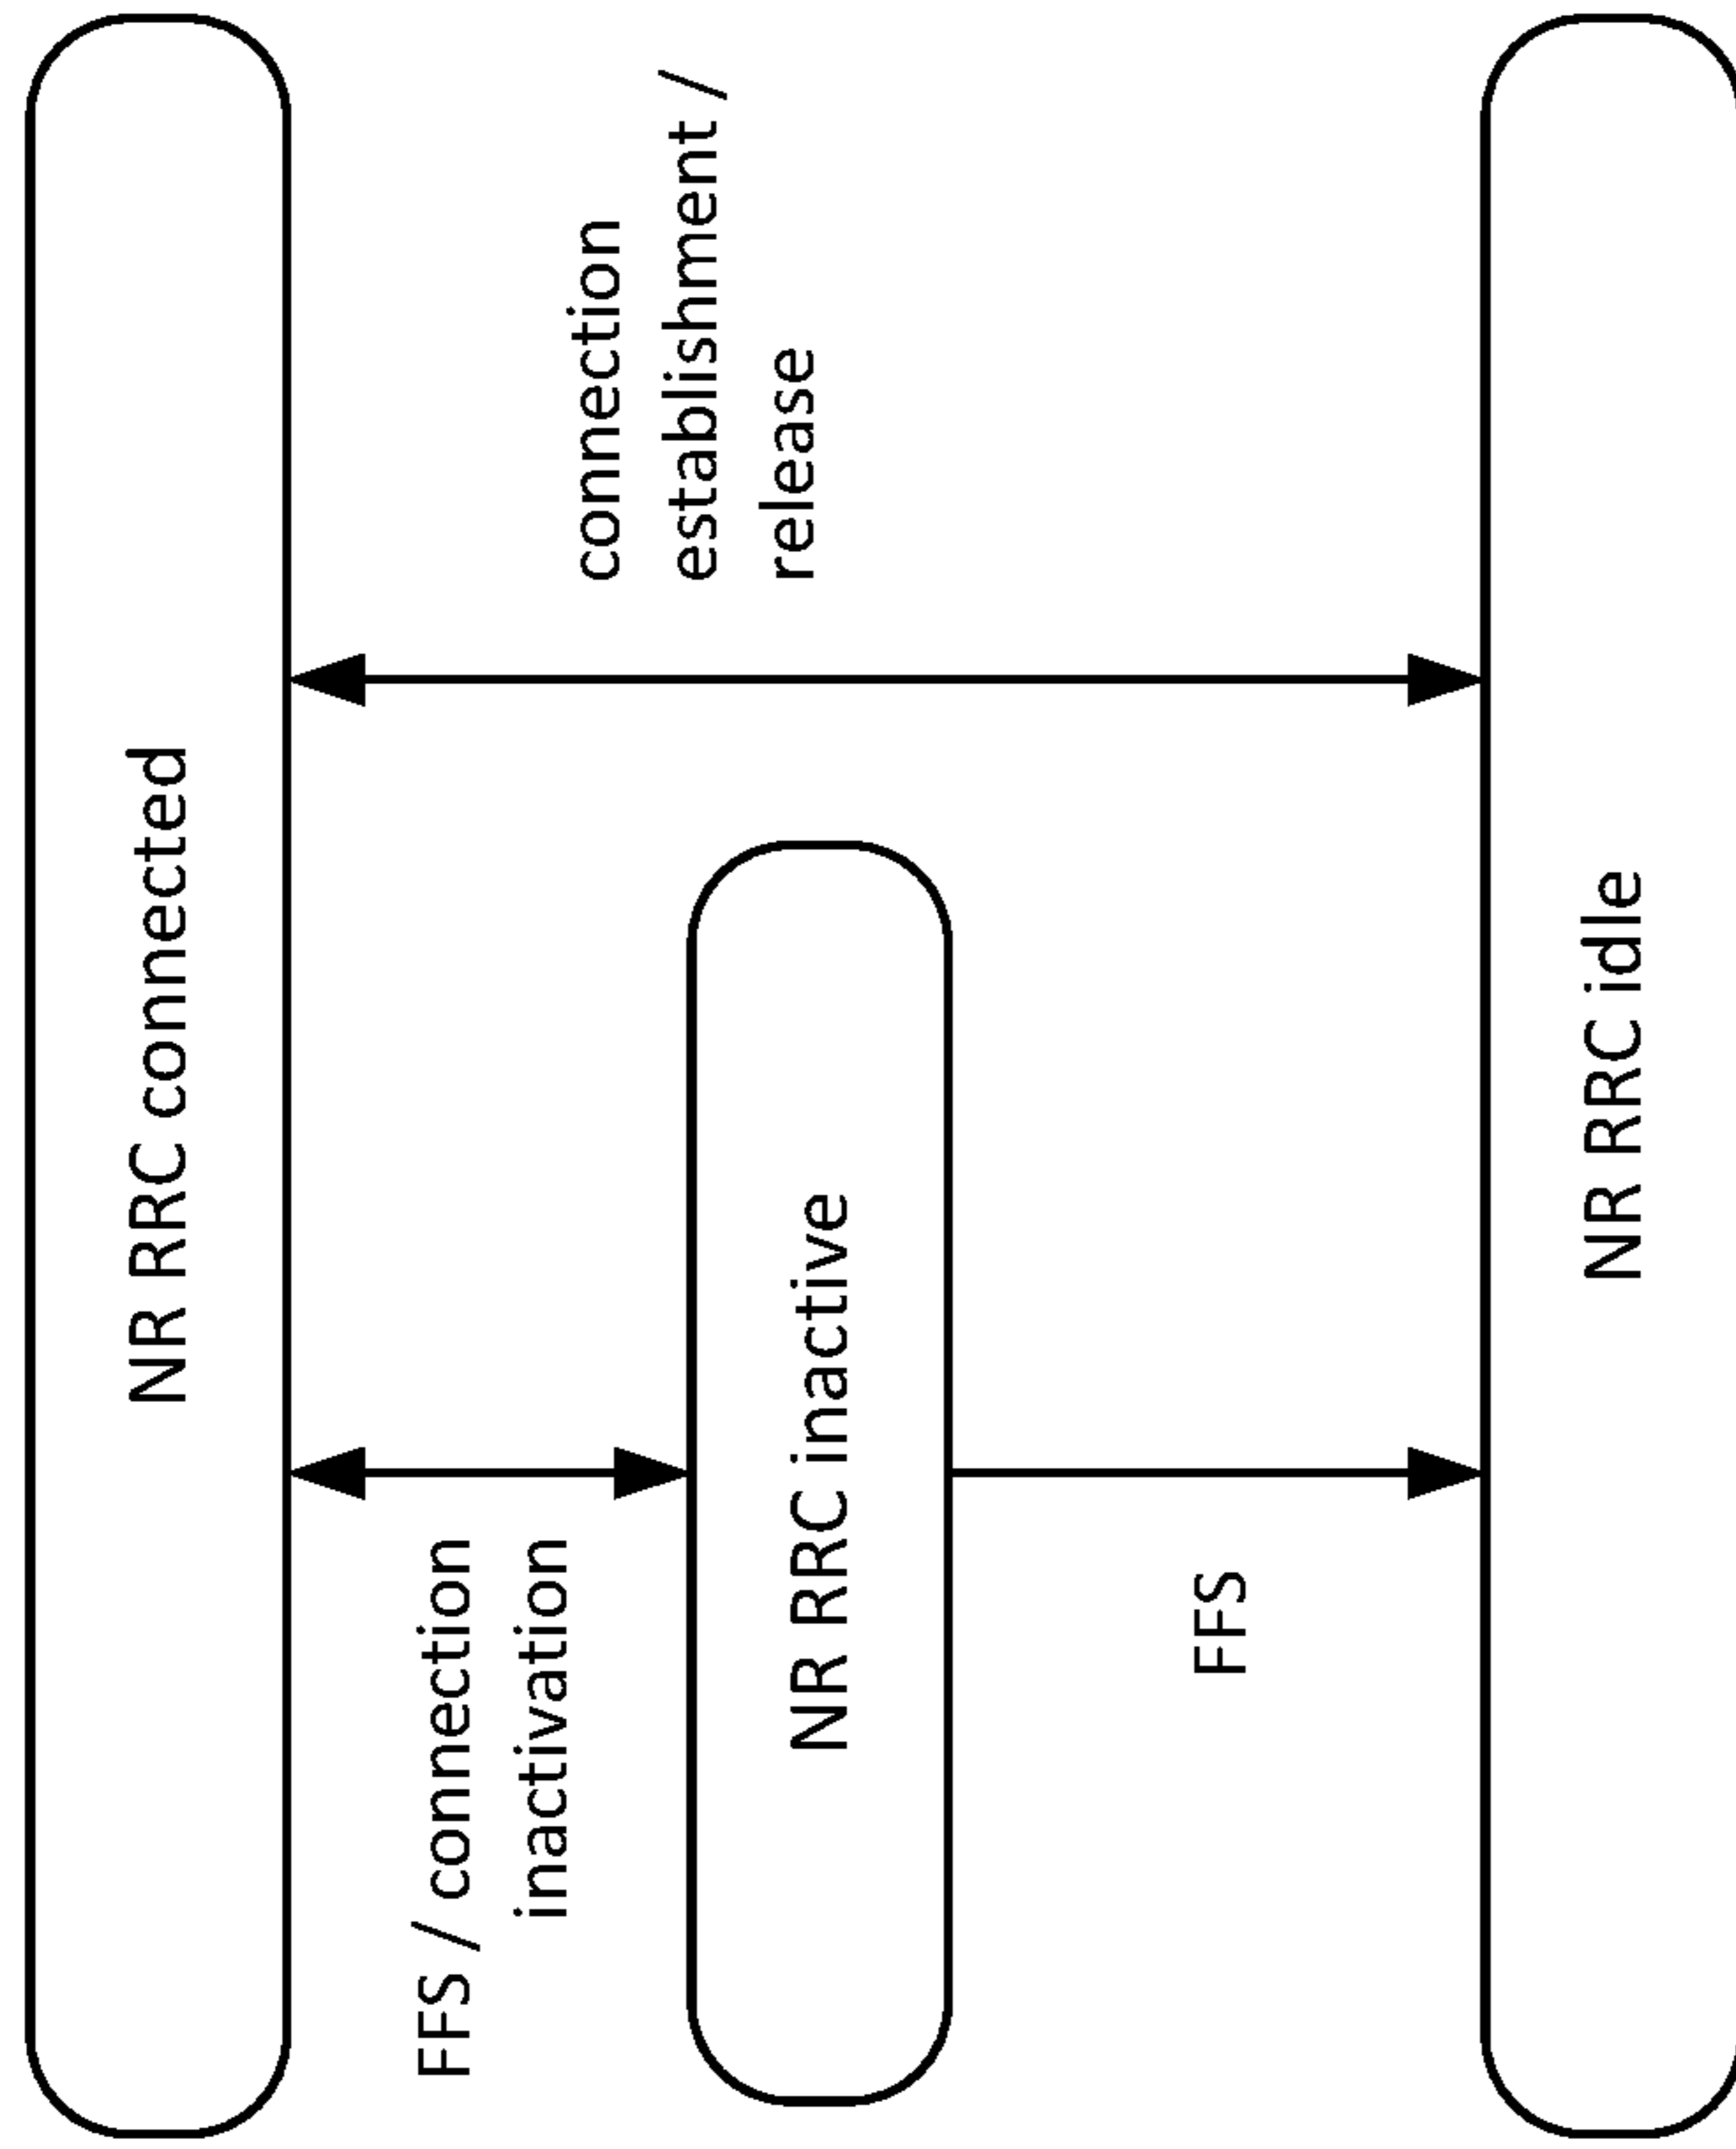 NR RRC connected
FFS / connection
inactivation
connection
establishment /
release
NR RRC inactive
FFS
NR RRC idle